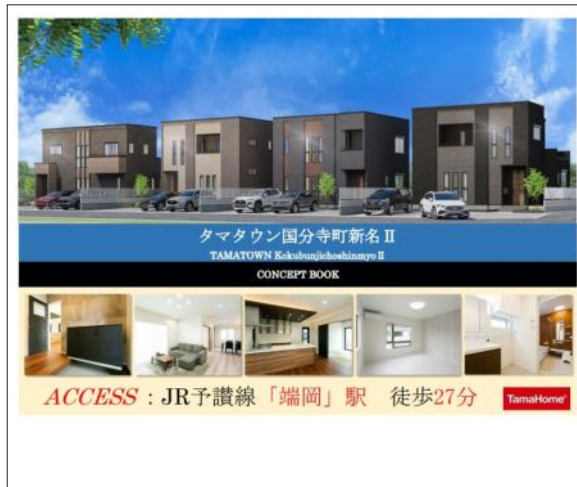 タマタウン国分寺町新名Ⅱ
TAMATOWN Kokubunjichoshinmyo Ⅱ
CONCEPT BOOK
ACCESS：JR予讃線「端岡」駅 徒歩27分
TamaHome